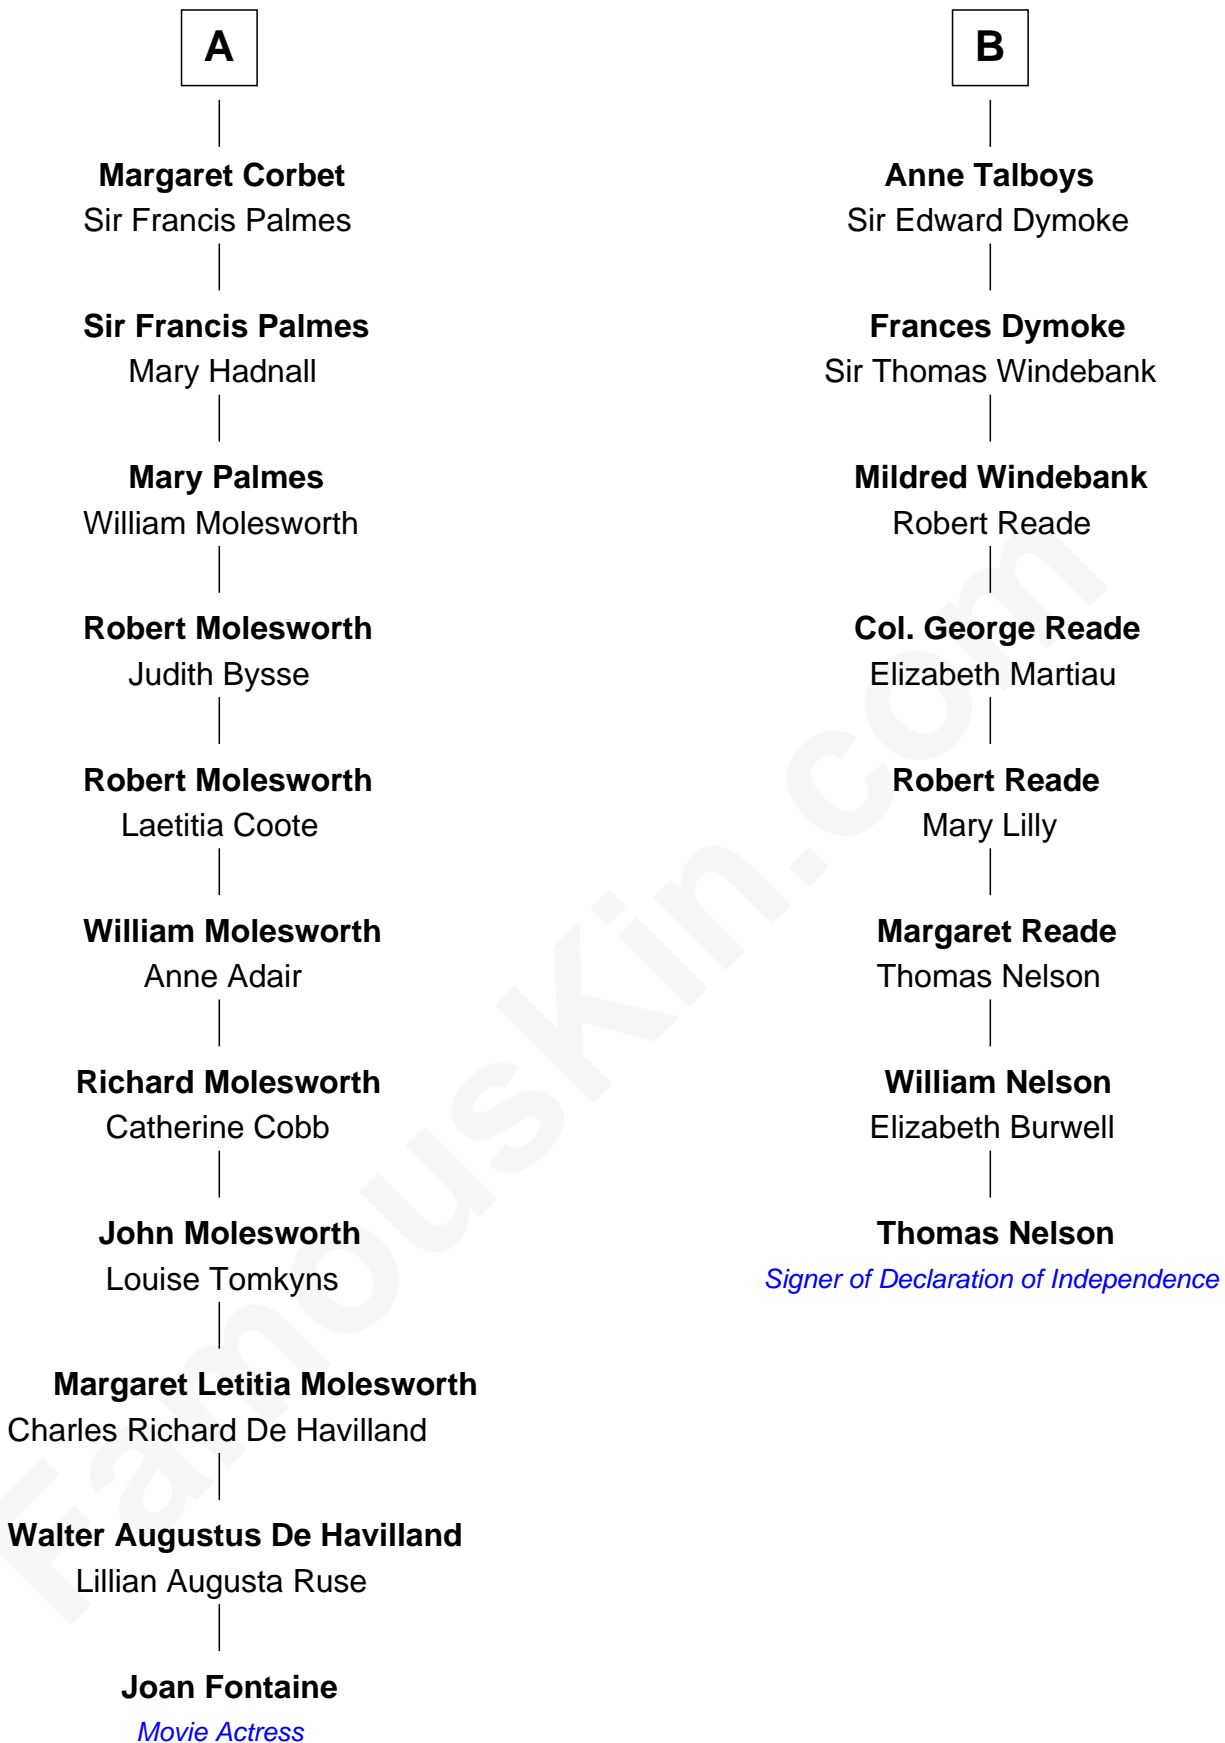 A
Margaret Corbet
Sir Francis Palmes
Sir Francis Palmes
Mary Hadnall
Mary Palmes
William Molesworth
Robert Molesworth
Judith Bysse
Robert Molesworth
Laetitia Coote
William Molesworth
Anne Adair
Richard Molesworth
Catherine Cobb
John Molesworth
Louise Tomkyns
Margaret Letitia Molesworth
Charles Richard De Havilland
Walter Augustus De Havilland
Lillian Augusta Ruse
Joan Fontaine
Movie Actress
B
Anne Talboys
Sir Edward Dymoke
Frances Dymoke
Sir Thomas Windebank
Mildred Windebank
Robert Reade
Col. George Reade
Elizabeth Martiau
Robert Reade
Mary Lilly
Margaret Reade
Thomas Nelson
William Nelson
Elizabeth Burwell
Thomas Nelson
Signer of Declaration of Independence
FamousKin.com